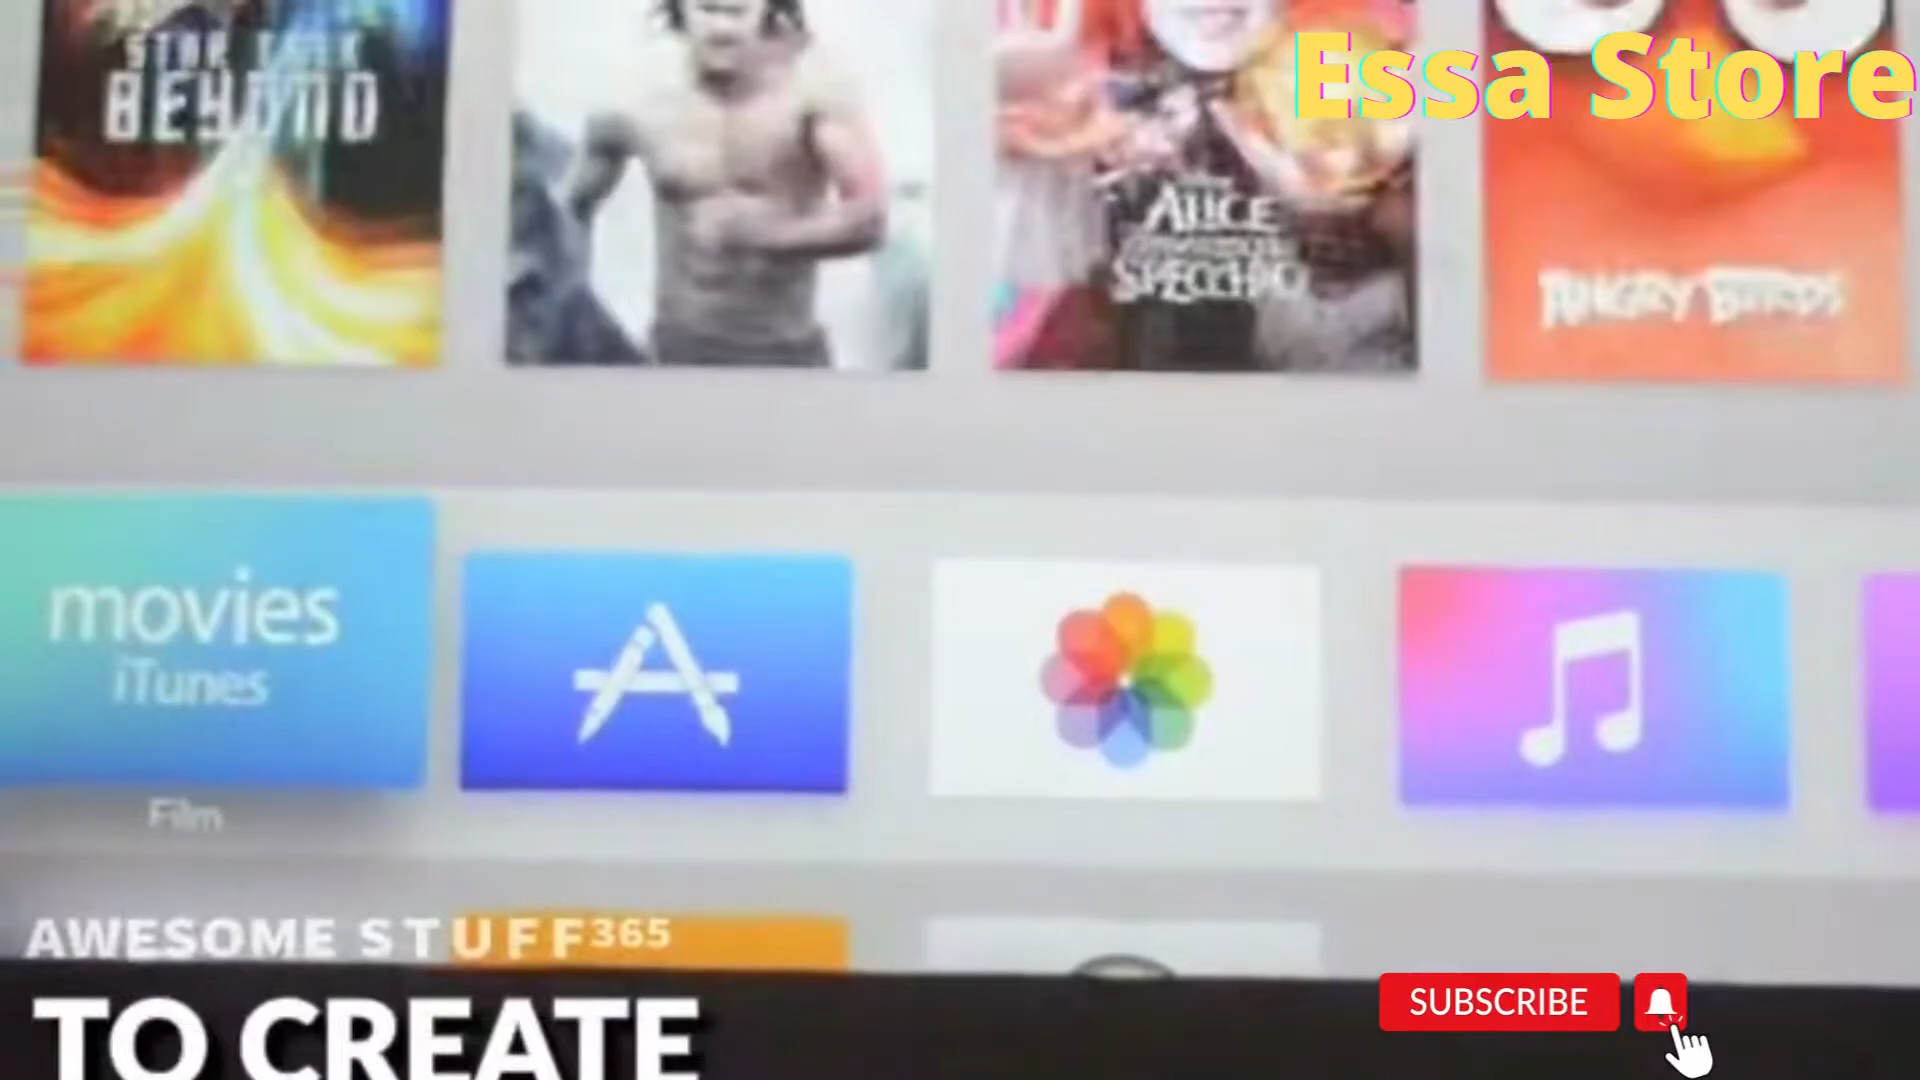 Essa Store
STAR TREK
BEYOND
ALICE
SPECCHIO
ANGRY BIRDS
movies
iTunes
Film
AWESOME STUFF365
TO CREATE
SUBSCRIBE